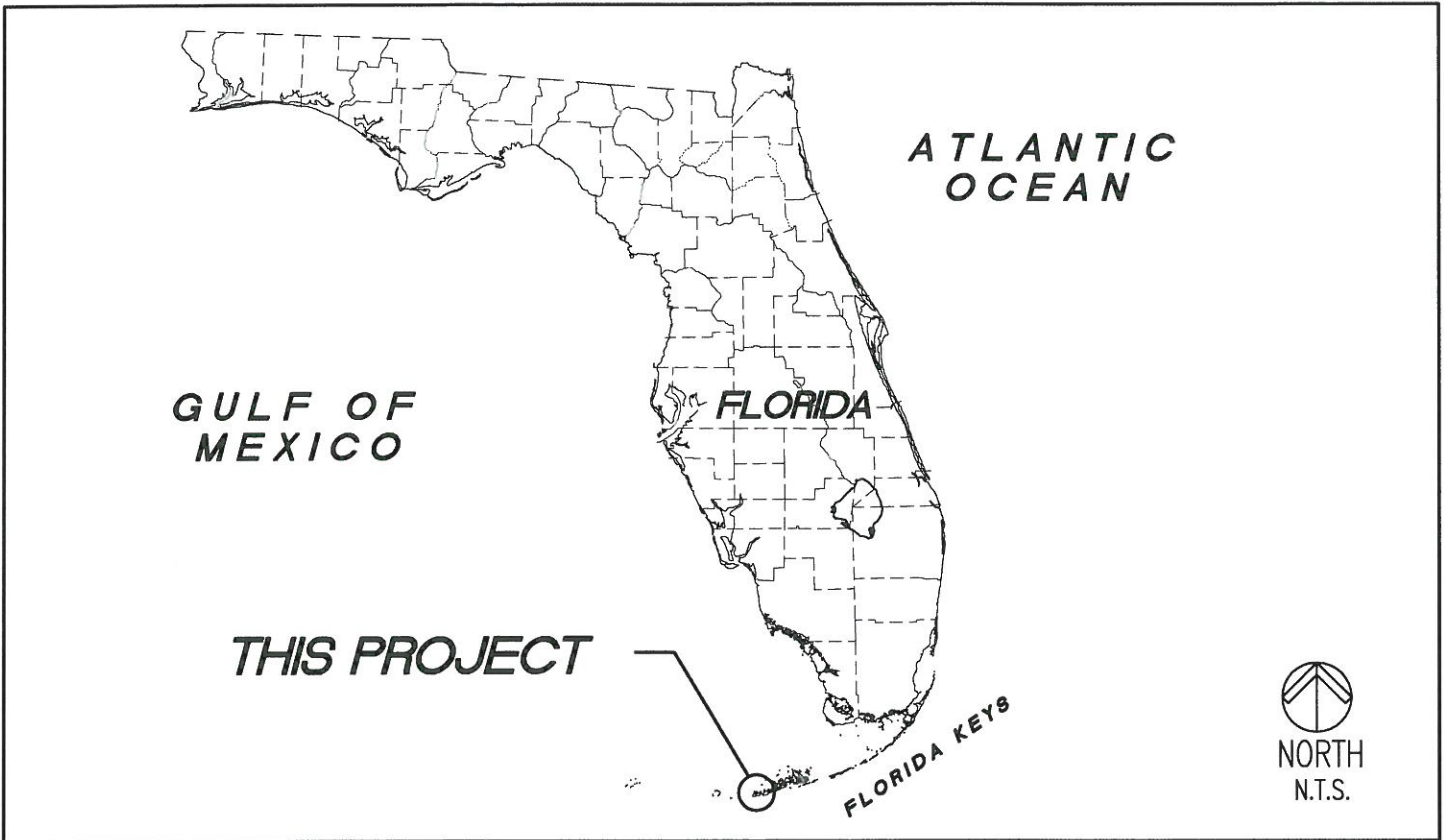 ATLANTIC
OCEAN
GULF OF
MEXICO
FLORIDA
THIS PROJECT
FLORIDA KEYS
NORTH
N.T.S.